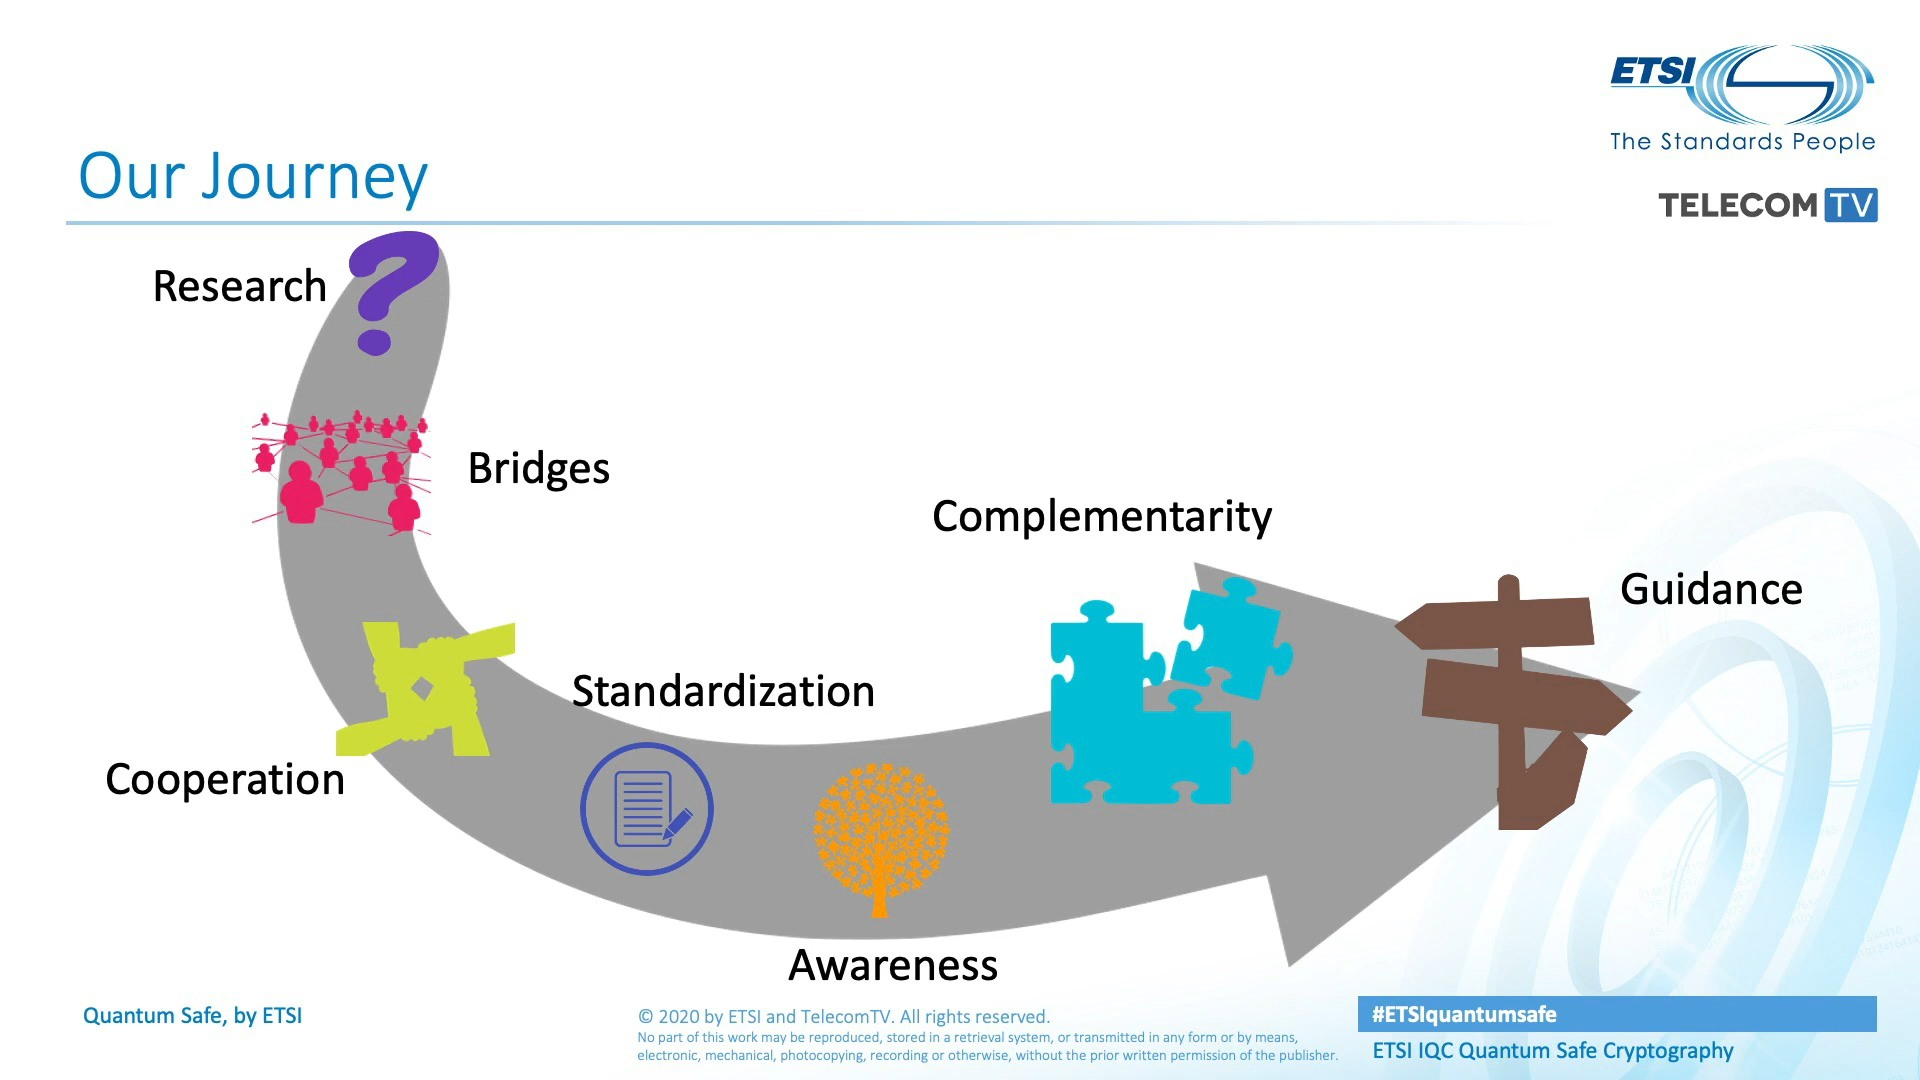 ETSI
The Standards People
TELECOM TV
Our Journey
Research
Bridges
Complementarity
Guidance
Standardization
Cooperation
Awareness
Quantum Safe, by ETSI
© 2020 by ETSI and TelecomTV. All rights reserved.
No part of this work may be reproduced, stored in a retrieval system, or transmitted in any form or by means,
electronic, mechanical, photocopying, recording or otherwise, without the prior written permission of the publisher.
#ETSIquantumsafe
ETSI IQC Quantum Safe Cryptography